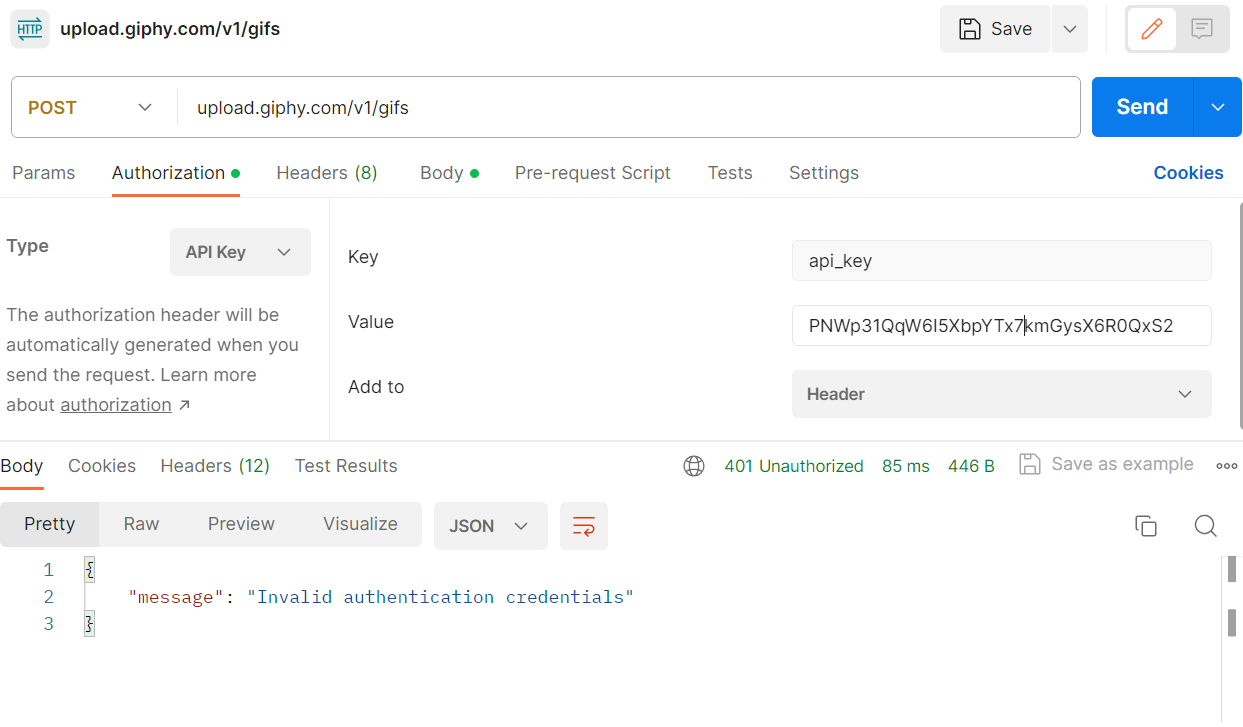 HTTP upload.giphy.com/v1/gifs Save
POST upload.giphy.com/v1/gifs Send
Params Authorization Headers (8) Body Pre-request Script Tests Settings Cookies
Type API Key
The authorization header will be
automatically generated when you
send the request. Learn more
about authorization ↗
Key api_key
Value PNWp31QqW6I5XbpYTx7kmGysX6R0QxS2
Add to Header
Body Cookies Headers (12) Test Results 401 Unauthorized 85 ms 446 B Save as example
Pretty Raw Preview Visualize JSON
1 {
2 "message": "Invalid authentication credentials"
3 }